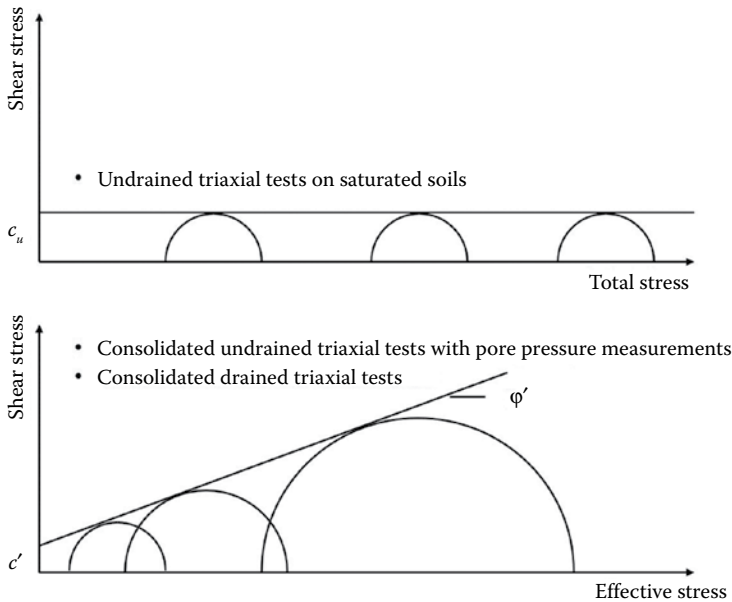 Shear stress
• Undrained triaxial tests on saturated soils
cᵤ
Total stress
Shear stress
• Consolidated undrained triaxial tests with pore pressure measurements
• Consolidated drained triaxial tests
φ′
c′
Effective stress